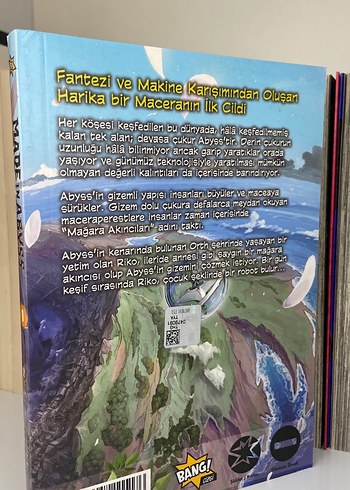 Fantezi ve Makine Karışımından Oluşan
Harika bir Maceranın İlk Cildi
Her köşesi keşfedilen bu dünyada, hâlâ keşfedilmemiş
kalan tek alan; devasa çukur Abyss'tir. Derin çukurun
uzunluğu hâlâ bilinmiyor ancak garip yaratıklar orada
yaşıyor ve günümüz teknolojisiyle yaratılması mümkün
olmayan değerli kalıntıları da içerisinde barındırıyor.
Abyss'in gizemli yapısı insanları büyüler ve maceaya
sürükler. Gizem dolu çukura defalarca meydan okuyan
maceraperestlere insanlar zaman içerisinde
"Mağara Akıncıları" adını taktı.
Abyss'in kenarında bulunan Orth şehrinde yaşayan bir
yetim olan Riko, ileride annesi gibi saygın bir mağara
akıncısı olup Abyss'in gizemini çözmek istiyor. Bir gün
keşif sırasında Riko, çocuk şeklinde bir robot bulur...
MADE IN ABYSS
BANG!